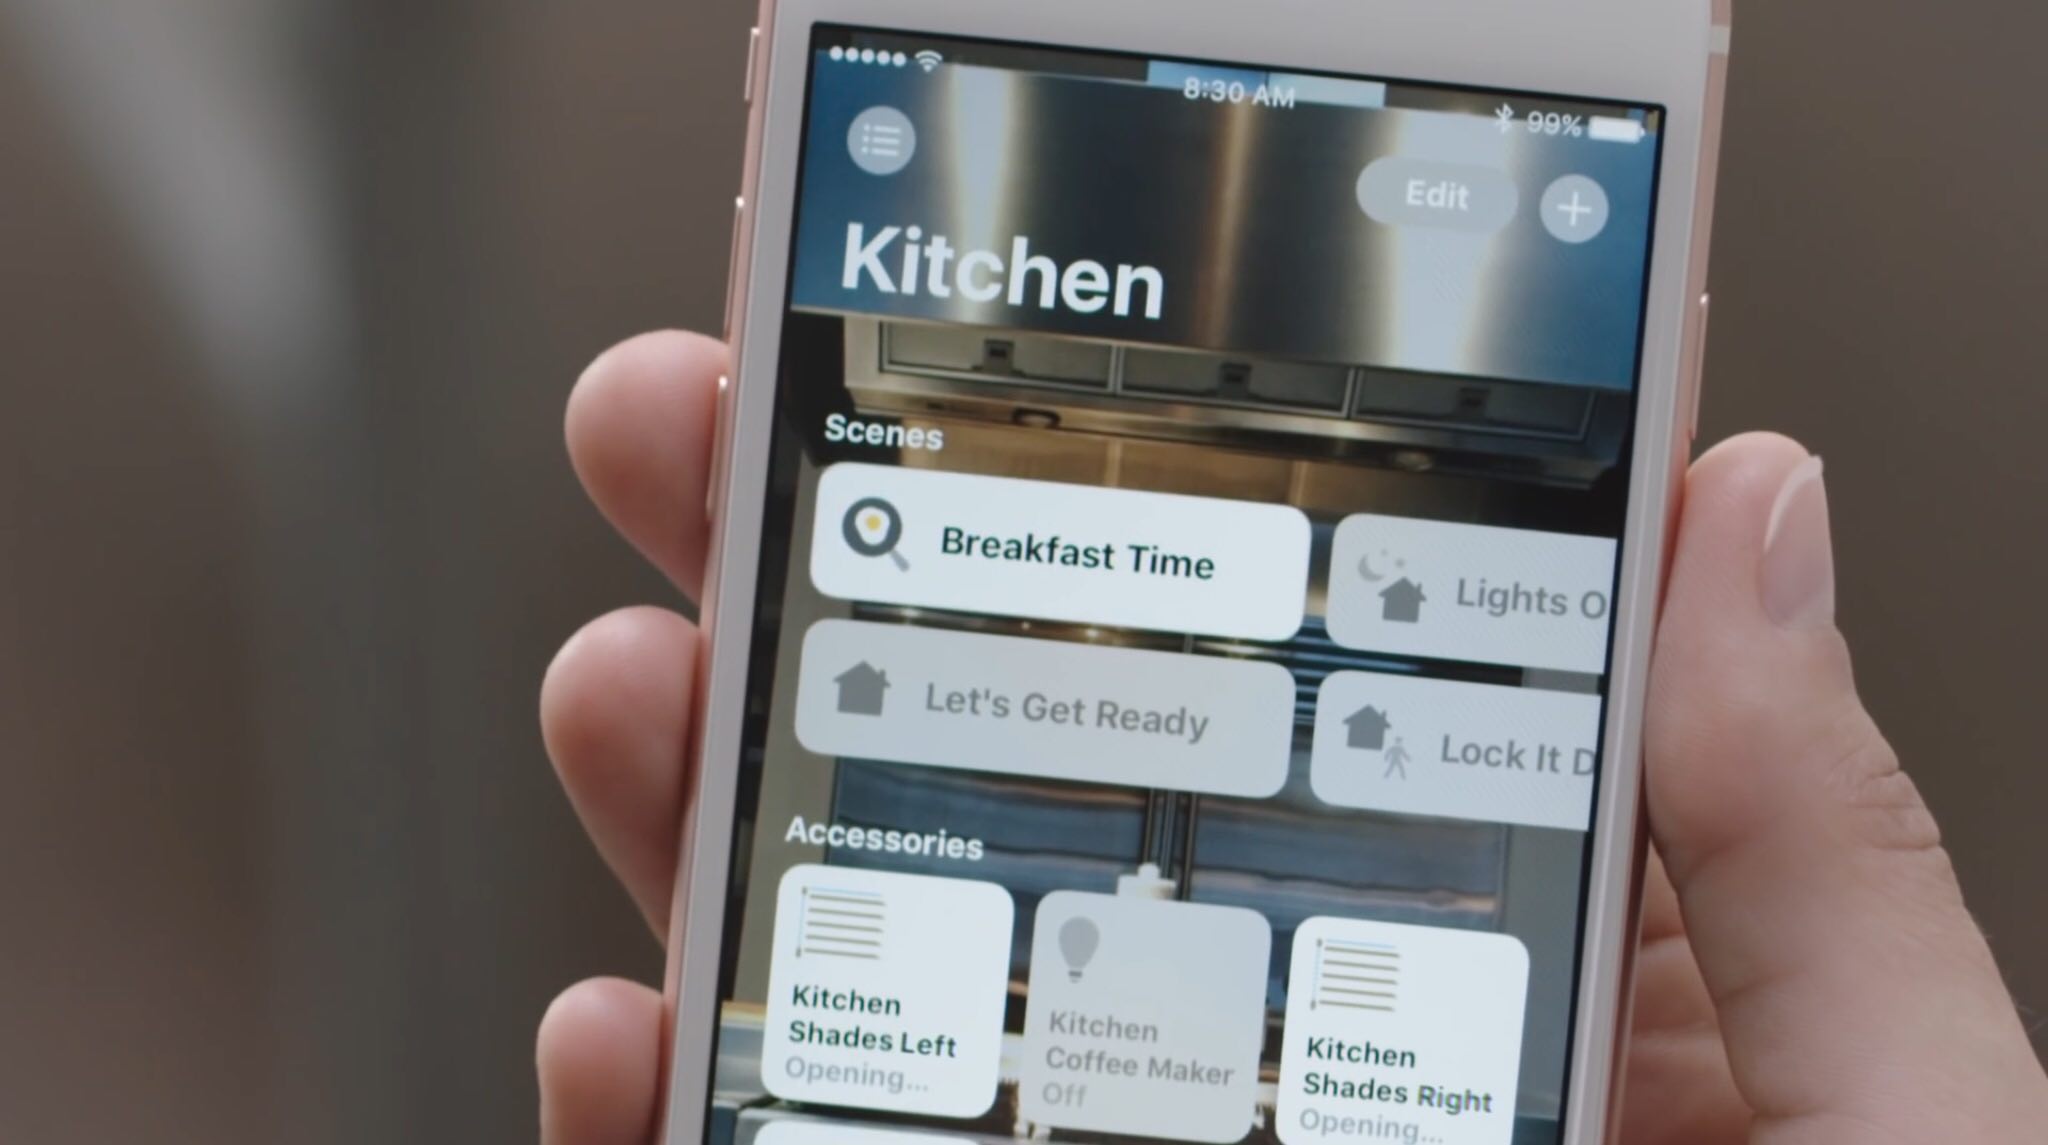 8:30 AM
99%
Edit
Kitchen
Scenes
Breakfast Time
Lights O
Let's Get Ready
Lock It D
Accessories
Kitchen
Shades Left
Opening...
Kitchen
Coffee Maker
Off
Kitchen
Shades Right
Opening...